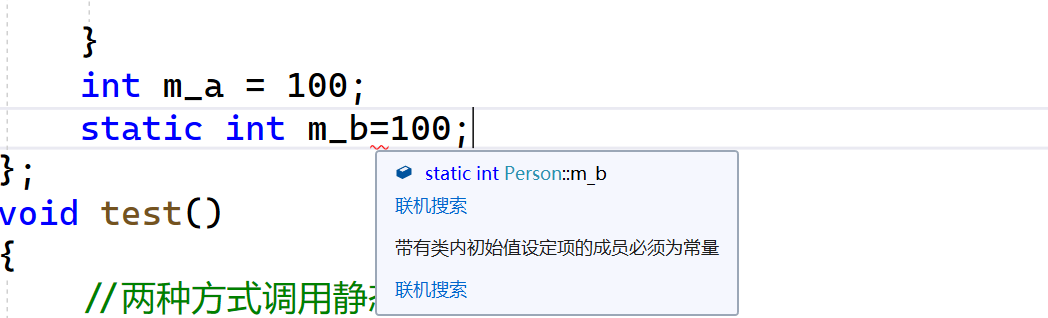 }
int m_a = 100;
static int m_b=100;
static int Person::m_b
联机搜索
带有类内初始值设定项的成员必须为常量
联机搜索
};
void test()
{
//两种方式调用静